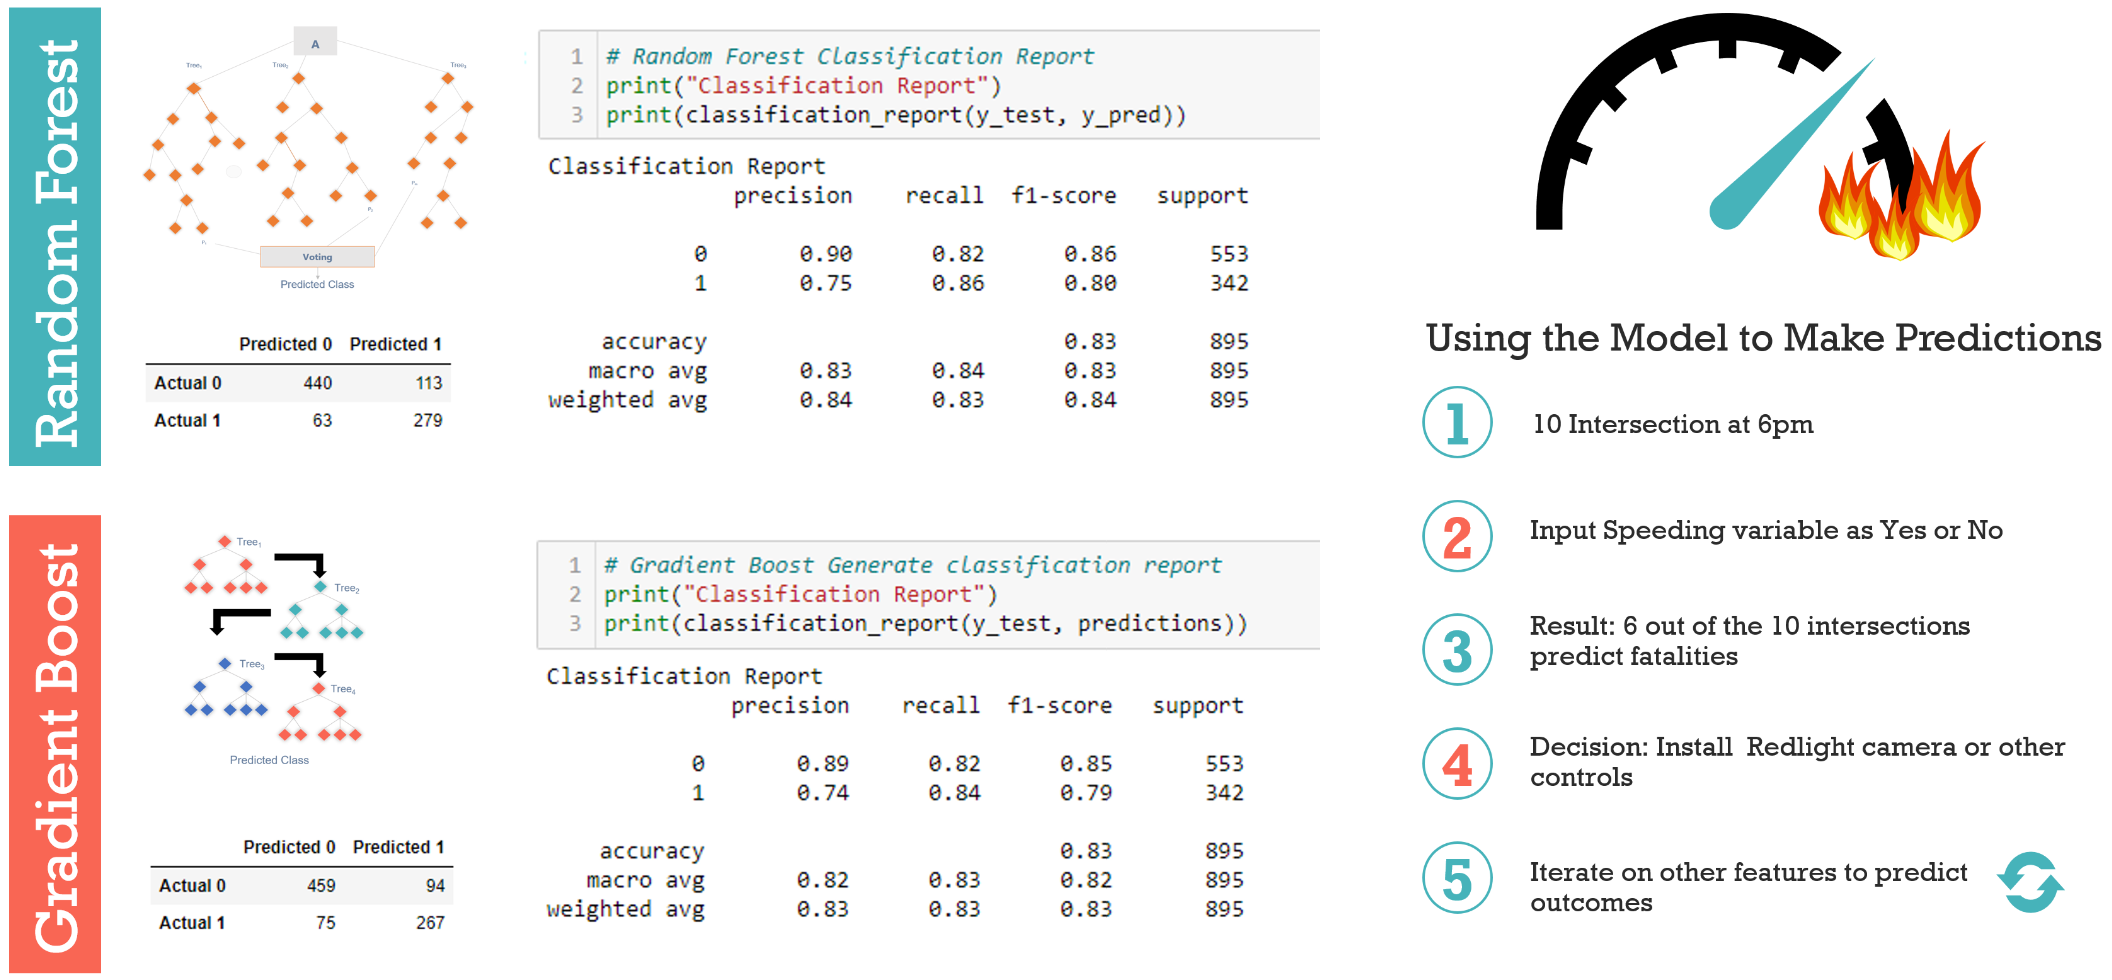 Random Forest
A
Tree₁
Tree₂
Tree₃
Voting
Predicted Class
Predicted 0 Predicted 1
Actual 0 440 113
Actual 1 63 279
1 # Random Forest Classification Report
2 print("Classification Report")
3 print(classification_report(y_test, y_pred))
Classification Report
precision recall f1-score support
0 0.90 0.82 0.86 553
1 0.75 0.86 0.80 342
accuracy 0.83 895
macro avg 0.83 0.84 0.83 895
weighted avg 0.84 0.83 0.84 895
Gradient Boost
Tree₁
Tree₂
Tree₃
Tree₄
Predicted Class
Predicted 0 Predicted 1
Actual 0 459 94
Actual 1 75 267
1 # Gradient Boost Generate classification report
2 print("Classification Report")
3 print(classification_report(y_test, predictions))
Classification Report
precision recall f1-score support
0 0.89 0.82 0.85 553
1 0.74 0.84 0.79 342
accuracy 0.83 895
macro avg 0.82 0.83 0.82 895
weighted avg 0.83 0.83 0.83 895
Using the Model to Make Predictions
1 10 Intersection at 6pm
2 Input Speeding variable as Yes or No
3 Result: 6 out of the 10 intersections
predict fatalities
4 Decision: Install Redlight camera or other
controls
5 Iterate on other features to predict
outcomes